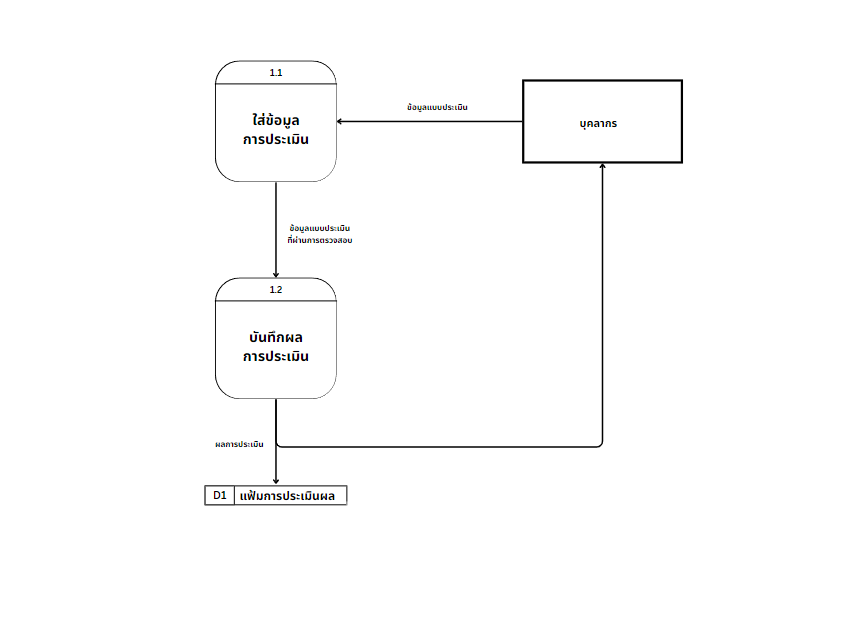 1.1
ใส่ข้อมูล
การประเมิน
ข้อมูลแบบประเมิน
บุคลากร
ข้อมูลแบบประเมิน
ที่ผ่านการตรวจสอบ
1.2
บันทึกผล
การประเมิน
ผลการประเมิน
D1 แฟ้มการประเมินผล